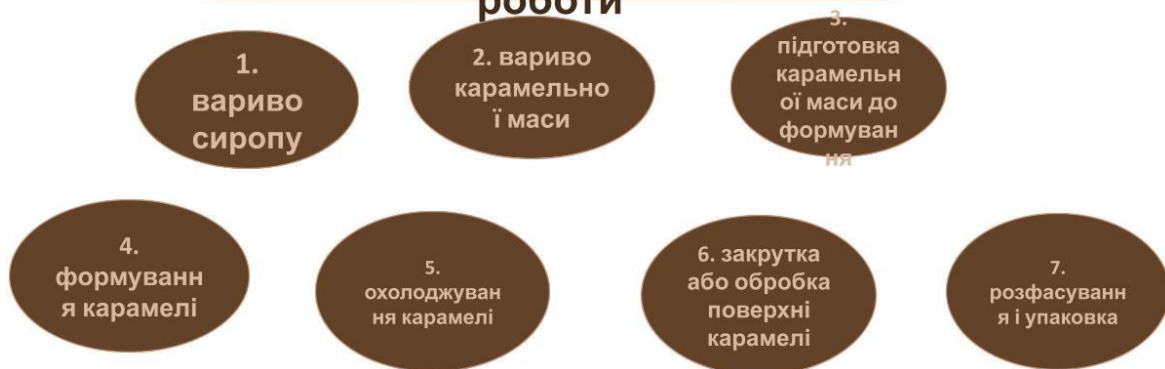 роботи
1.
вариво
сиропу
2. вариво
карамельно
ї маси
3.
підготовка
карамельн
ої маси до
формуван
ня
4.
формуванн
я карамелі
5.
охолоджуван
ня карамелі
6. закрутка
або обробка
поверхні
карамелі
7.
розфасуванн
я і упаковка